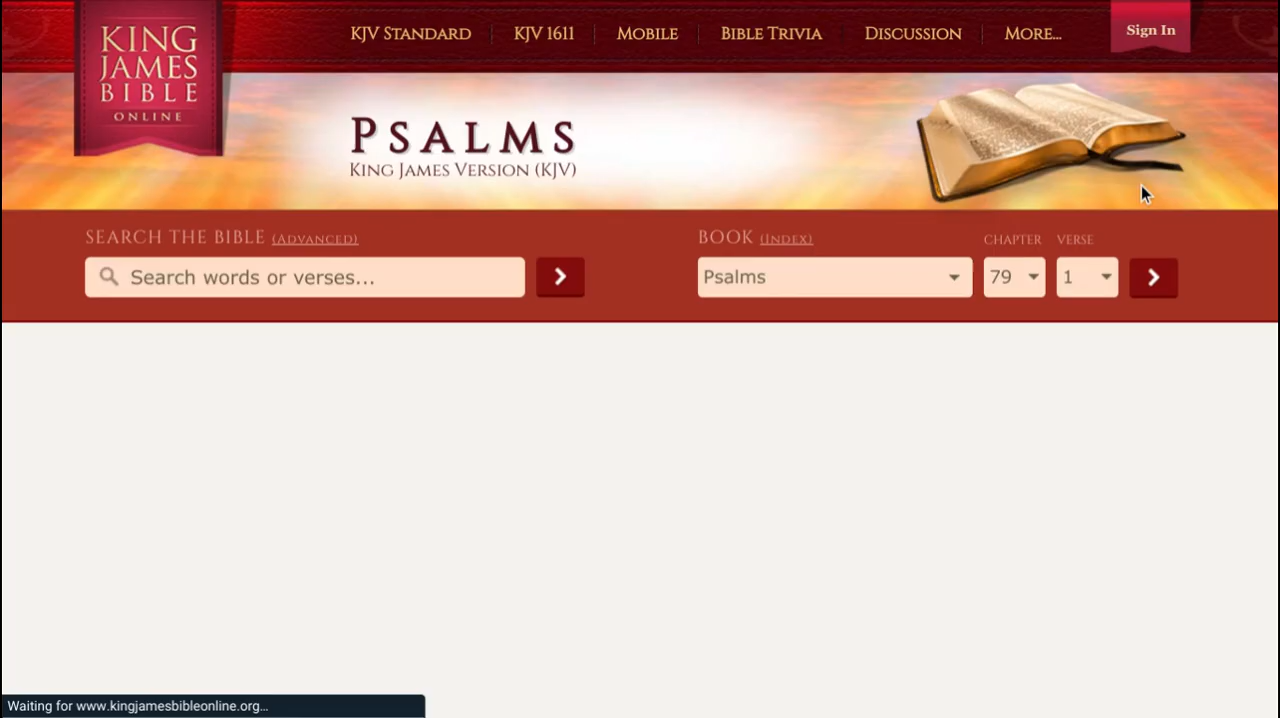 KING JAMES BIBLE ONLINE
KJV STANDARD KJV 1611 MOBILE BIBLE TRIVIA DISCUSSION MORE... Sign In
PSALMS
KING JAMES VERSION (KJV)
SEARCH THE BIBLE (ADVANCED) BOOK (INDEX) CHAPTER VERSE
Search words or verses... Psalms 79 1
Waiting for www.kingjamesbibleonline.org...